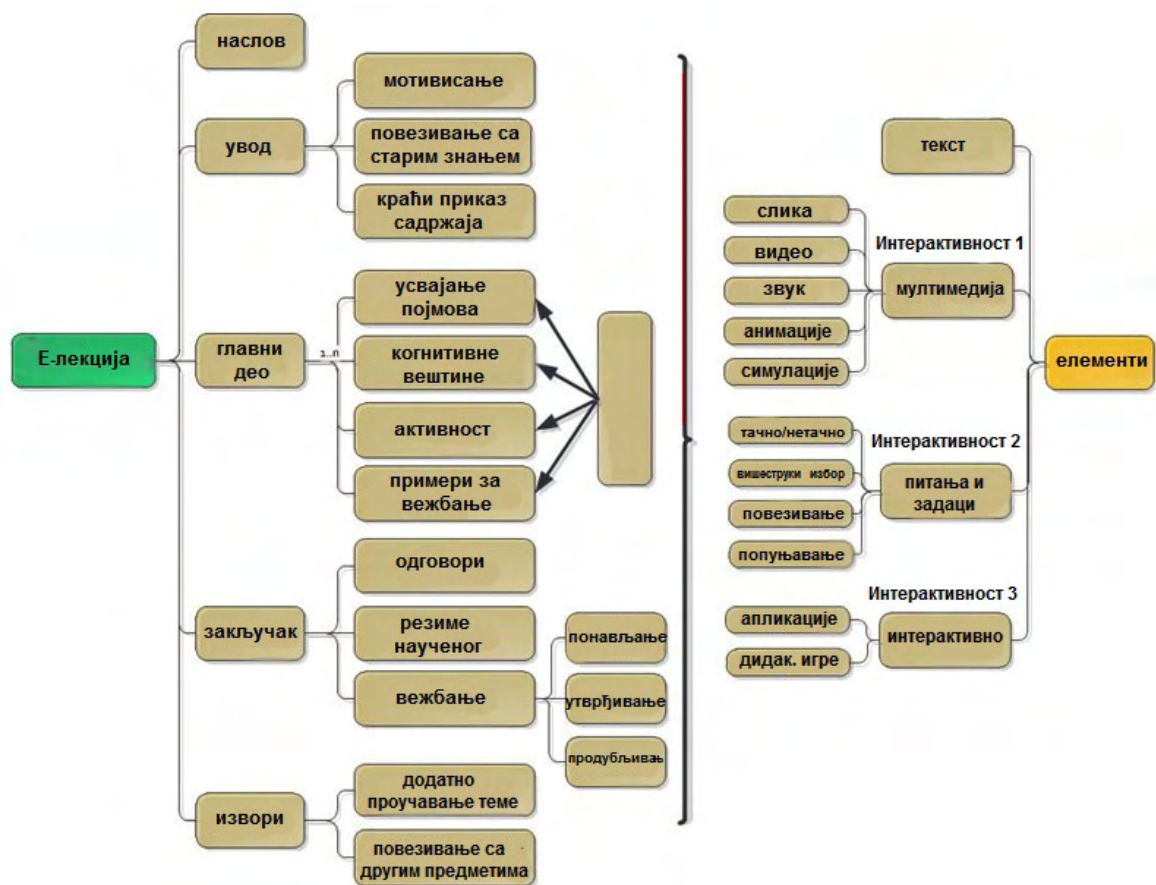 Е-лекција
наслов
увод
мотивисање
повезивање са
старим знањем
краћи приказ
садржаја
главни
део
1..n
усвајање
појмова
когнитивне
вештине
активност
примери за
вежбање
закључак
одговори
резиме
наученог
вежбање
понављање
утврђивање
продубљивањ
извори
додатно
проучавање теме
повезивање са
другим предметима
текст
Интерактивност 1
слика
видео
звук
анимације
симулације
мултимедија
елементи
Интерактивност 2
тачно/нетачно
вишеструки избор
повезивање
попуњавање
питања и
задаци
Интерактивност 3
апликације
дидак. игре
интерактивно